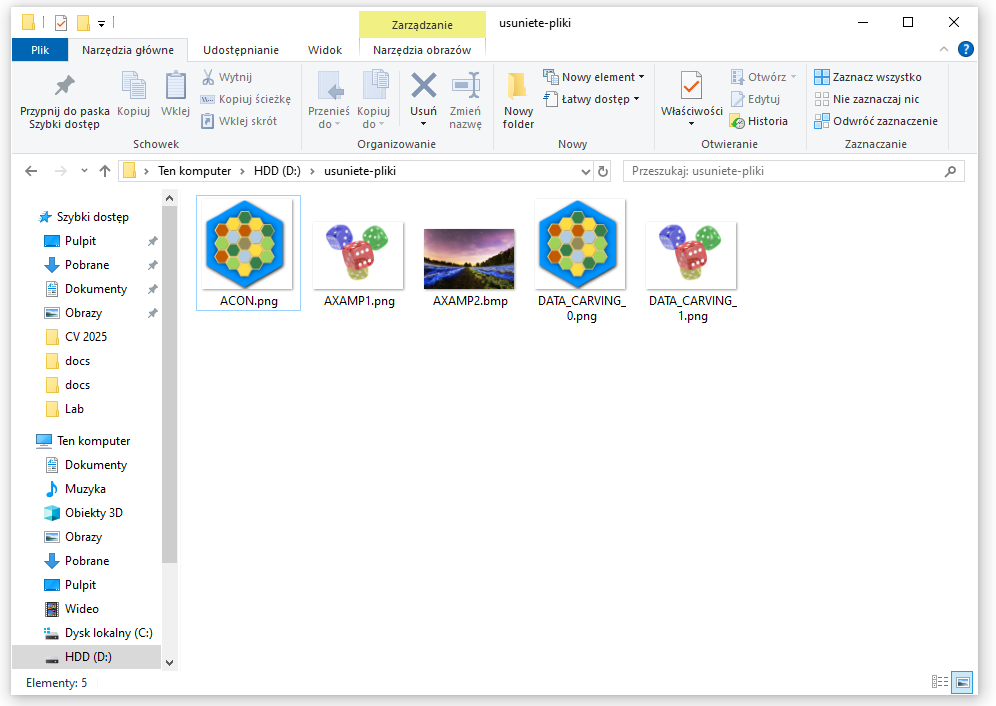 Zarządzanie
usuniete-pliki
Plik
Narzędzia główne
Udostępnianie
Widok
Narzędzia obrazów
Przypnij do paska
Szybki dostęp
Kopiuj
Wklej
Wytnij
Kopiuj ścieżkę
Wklej skrót
Schowek
Przenieś
do
Kopiuj
do
Usuń
Zmień
nazwę
Organizowanie
Nowy
folder
Nowy element
Łatwy dostęp
Nowy
Właściwości
Otwórz
Edytuj
Historia
Otwieranie
Zaznacz wszystko
Nie zaznaczaj nic
Odwróć zaznaczenie
Zaznaczanie
Ten komputer
HDD (D:)
usuniete-pliki
Przeszukaj: usuniete-pliki
Szybki dostęp
Pulpit
Pobrane
Dokumenty
Obrazy
CV 2025
docs
docs
Lab
Ten komputer
Dokumenty
Muzyka
Obiekty 3D
Obrazy
Pobrane
Pulpit
Wideo
Dysk lokalny (C:)
HDD (D:)
ACON.png
AXAMP1.png
AXAMP2.bmp
DATA_CARVING_
0.png
DATA_CARVING_
1.png
Elementy: 5